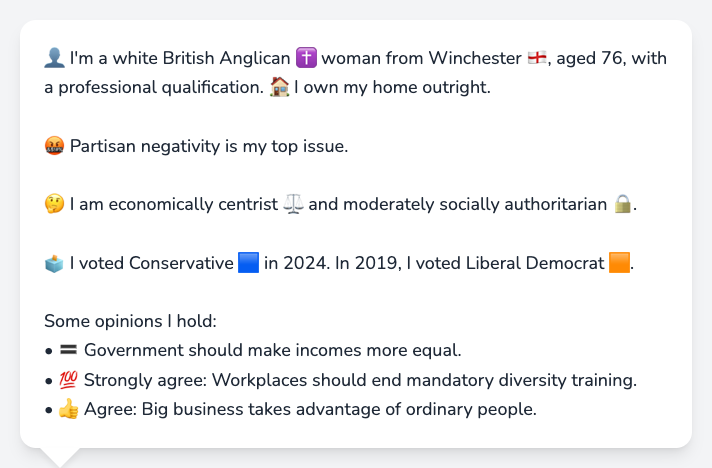 👤 I'm a white British Anglican ✝️ woman from Winchester 🏴󠁧󠁢󠁥󠁮󠁧󠁿, aged 76, with
a professional qualification. 🏠 I own my home outright.
🤬 Partisan negativity is my top issue.
🤔 I am economically centrist ⚖️ and moderately socially authoritarian 🔒.
🗳️ I voted Conservative 🟦 in 2024. In 2019, I voted Liberal Democrat 🟧.
Some opinions I hold:
• 🟰 Government should make incomes more equal.
• 💯 Strongly agree: Workplaces should end mandatory diversity training.
• 👍 Agree: Big business takes advantage of ordinary people.